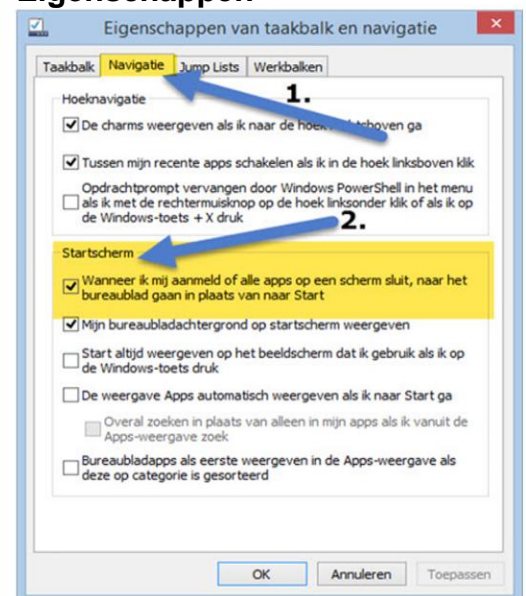 Eigenschappen
Eigenschappen van taakbalk en navigatie
Taakbalk Navigatie Jump Lists Werkbalken
1.
Hoeknavigatie
De charms weergeven als ik naar de hoek rechtsboven ga
Tussen mijn recente apps schakelen als ik in de hoek linksboven klik
Opdrachtprompt vervangen door Windows PowerShell in het menu
als ik met de rechtermuisknop op de hoek linksonder klik of als ik op
de Windows-toets + X druk
2.
Startscherm
Wanneer ik mij aanmeld of alle apps op een scherm sluit, naar het
bureaublad gaan in plaats van naar Start
Mijn bureaubladachtergrond op startscherm weergeven
Start altijd weergeven op het beeldscherm dat ik gebruik als ik op
de Windows-toets druk
De weergave Apps automatisch weergeven als ik naar Start ga
Overal zoeken in plaats van alleen in mijn apps als ik vanuit de
Apps-weergave zoek
Bureaubladapps als eerste weergeven in de Apps-weergave als
deze op categorie is gesorteerd
OK Annuleren Toepassen